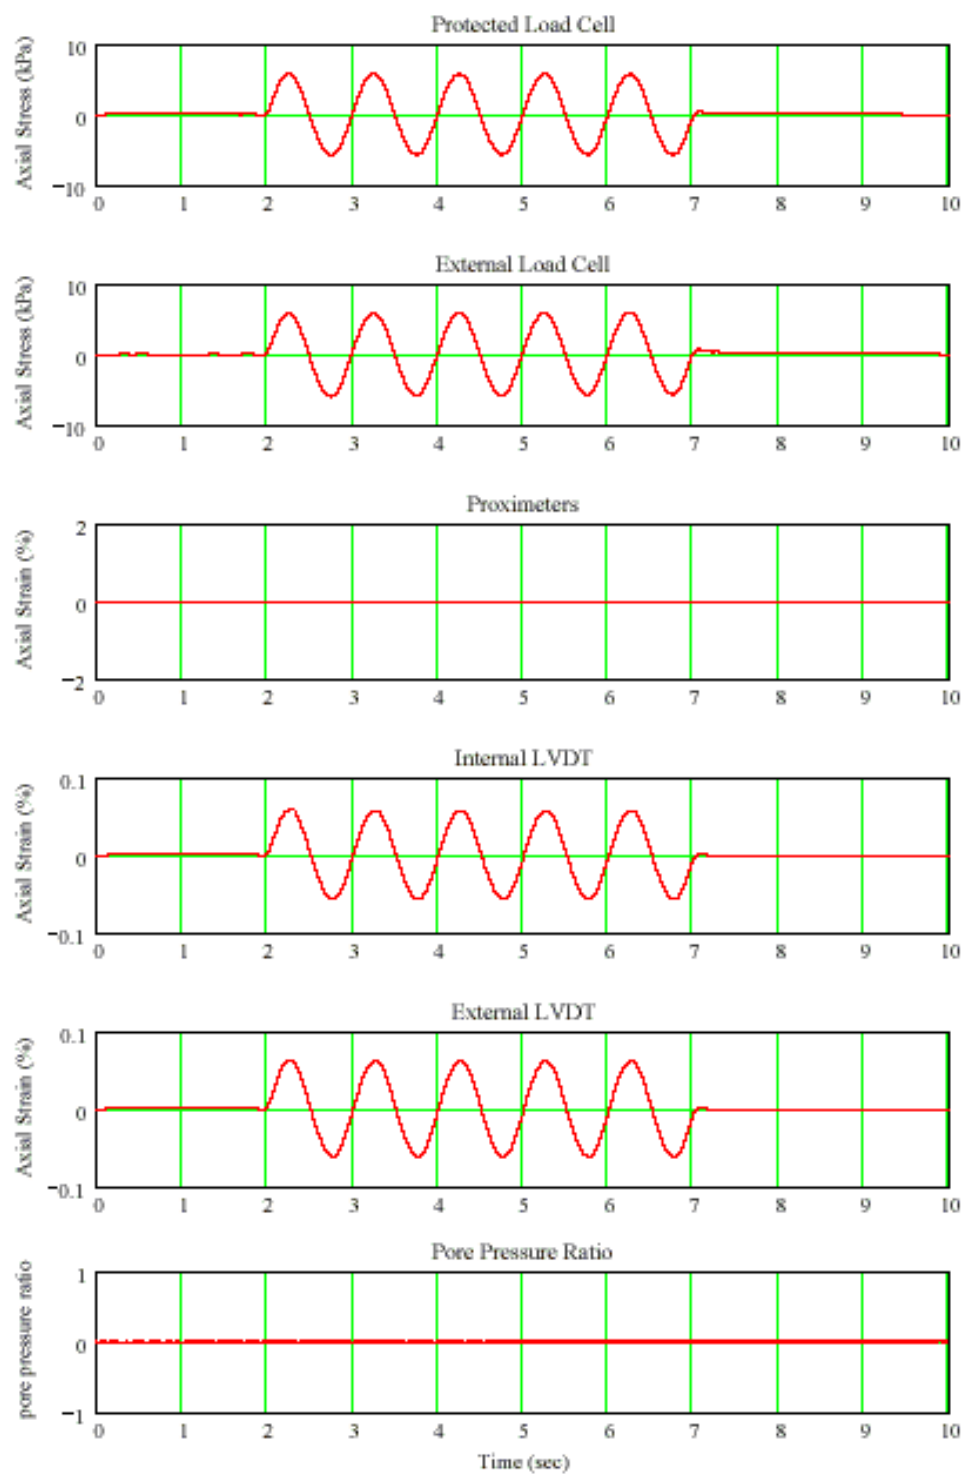 Protected Load Cell
Axial Stress (kPa)
10
0
−10
0 1 2 3 4 5 6 7 8 9 10
External Load Cell
Axial Stress (kPa)
10
0
−10
0 1 2 3 4 5 6 7 8 9 10
Proximeters
Axial Strain (%)
2
0
−2
0 1 2 3 4 5 6 7 8 9 10
Internal LVDT
Axial Strain (%)
0.1
0
−0.1
0 1 2 3 4 5 6 7 8 9 10
External LVDT
Axial Strain (%)
0.1
0
−0.1
0 1 2 3 4 5 6 7 8 9 10
Pore Pressure Ratio
pore pressure ratio
1
0
−1
0 1 2 3 4 5 6 7 8 9 10
Time (sec)